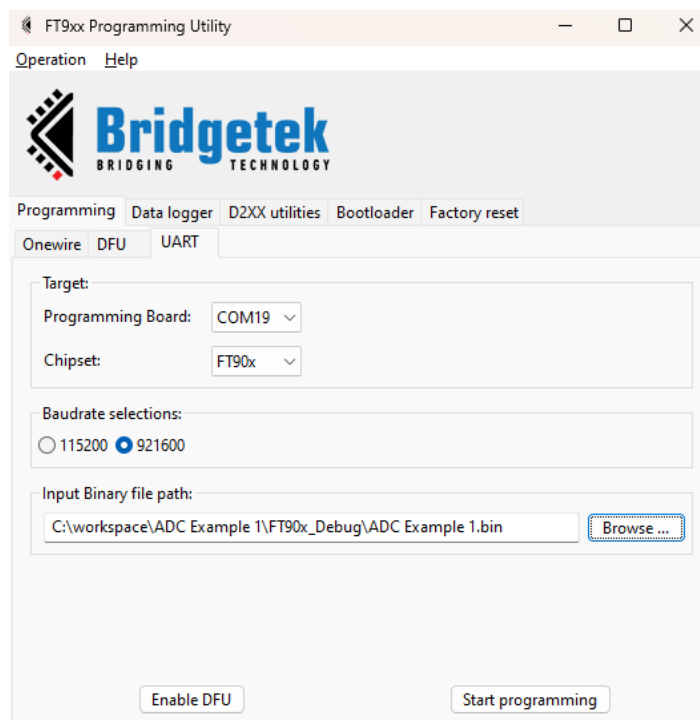 FT9xx Programming Utility
Operation Help
Bridgetek
BRIDGING TECHNOLOGY
Programming Data logger D2XX utilities Bootloader Factory reset
Onewire DFU UART
Target:
Programming Board: COM19
Chipset: FT90x
Baudrate selections:
115200 921600
Input Binary file path:
C:\workspace\ADC Example 1\FT90x_Debug\ADC Example 1.bin Browse ...
Enable DFU Start programming